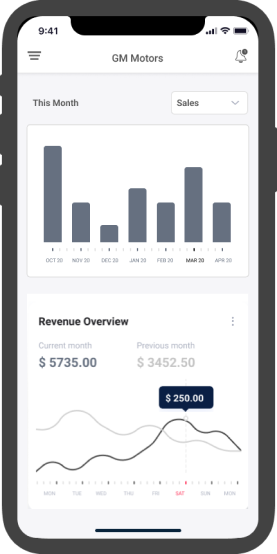 9:41
GM Motors
This Month
Sales
OCT 20 NOV 20 DEC 20 JAN 20 FEB 20 MAR 20 APR 20
Revenue Overview
Current month Previous month
$ 5735.00 $ 3452.50
$ 250.00
MON TUE WED THU FRI SAT SUN MON